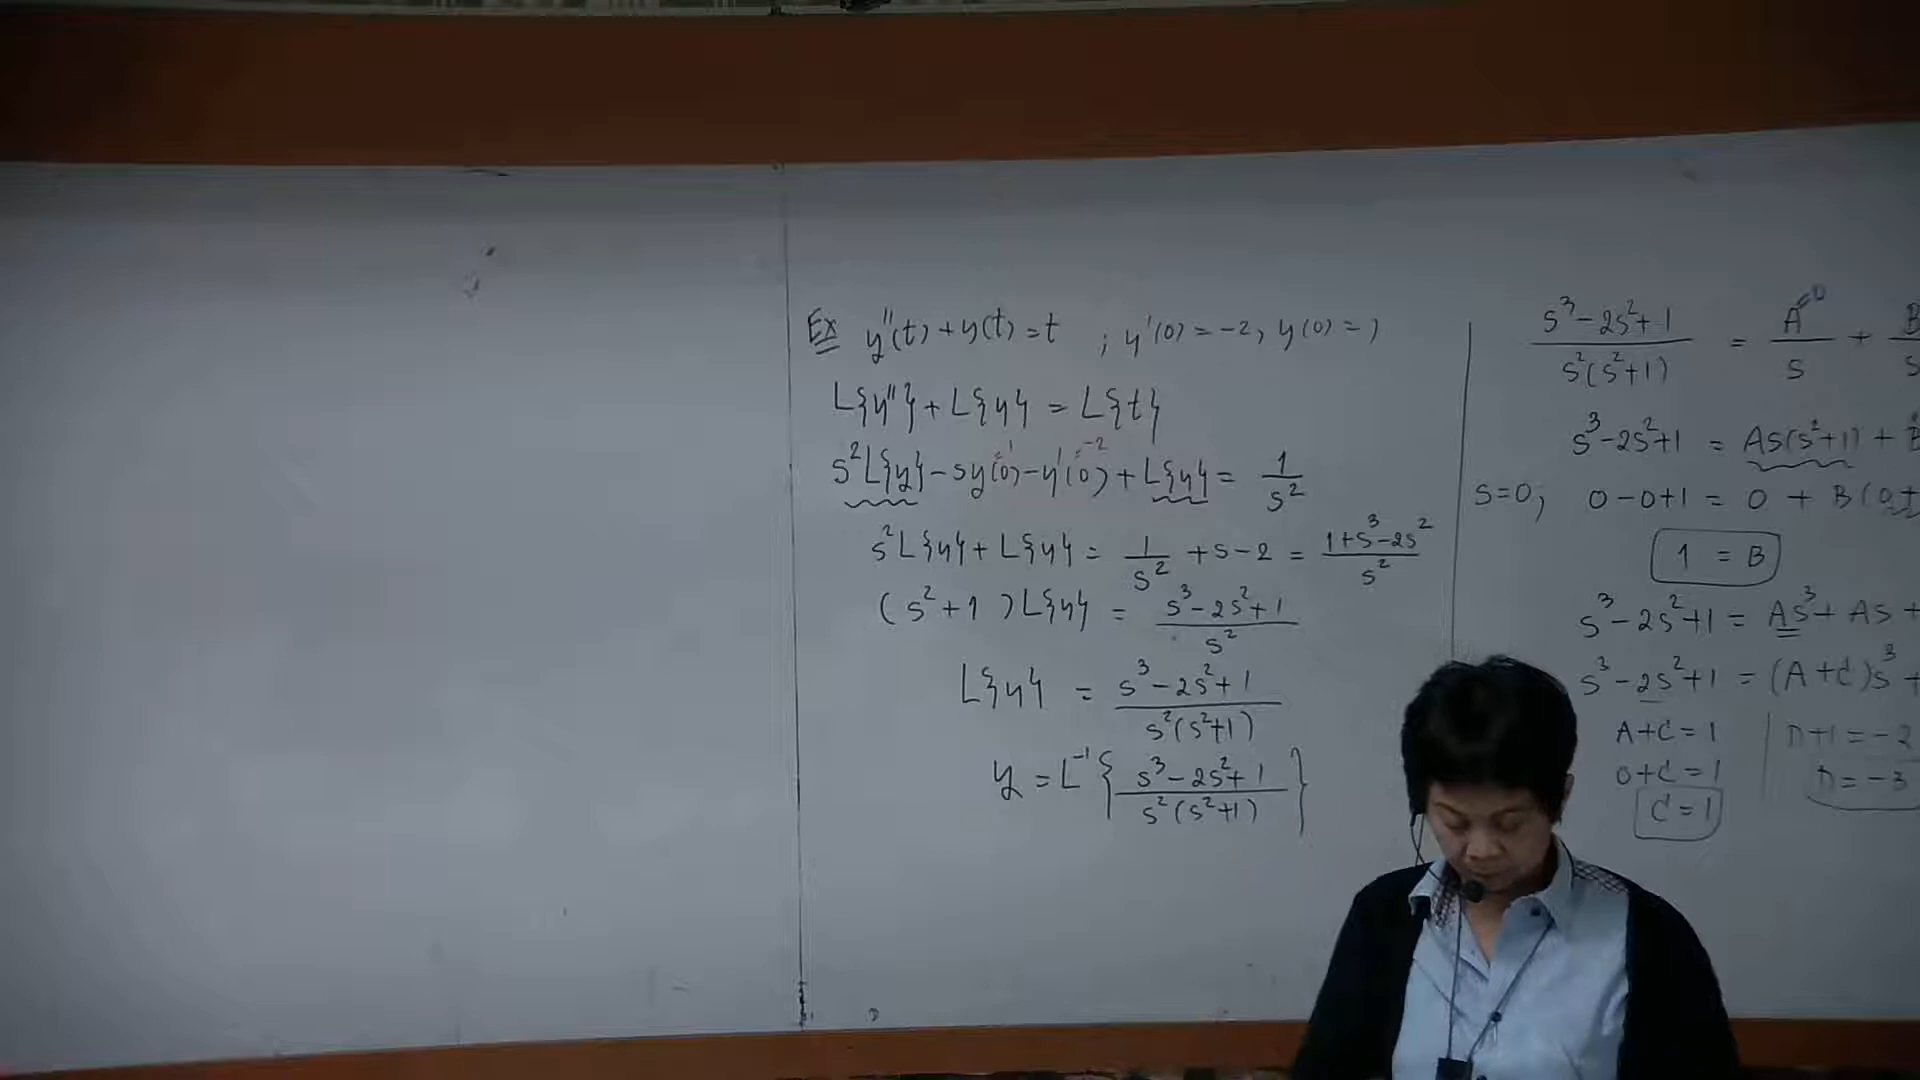 Ex y''(t) + y(t) = t ; y'(0) = -2, y(0) = 1
L{y''} + L{y} = L{t}
s²L{y} - sy(0)⁼¹ - y'(0)⁼⁻² + L{y} = 1/s²
s²L{y} + L{y} = 1/s² + s - 2 = (1+s³-2s²)/s²
(s²+1)L{y} = (s³-2s²+1)/s²
L{y} = (s³-2s²+1)/(s²(s²+1))
y = L⁻¹{(s³-2s²+1)/(s²(s²+1))}
(s³-2s²+1)/(s²(s²+1)) = A⁼⁰/s + B/s
s³-2s²+1 = As(s²+1) + B
s=0; 0-0+1 = 0 + B(0+
1 = B
s³-2s²+1 = As³ + As +
s³-2s²+1 = (A+C)s³ +
A+C = 1
0+C = 1
C = 1
D+1 = -2
D = -3